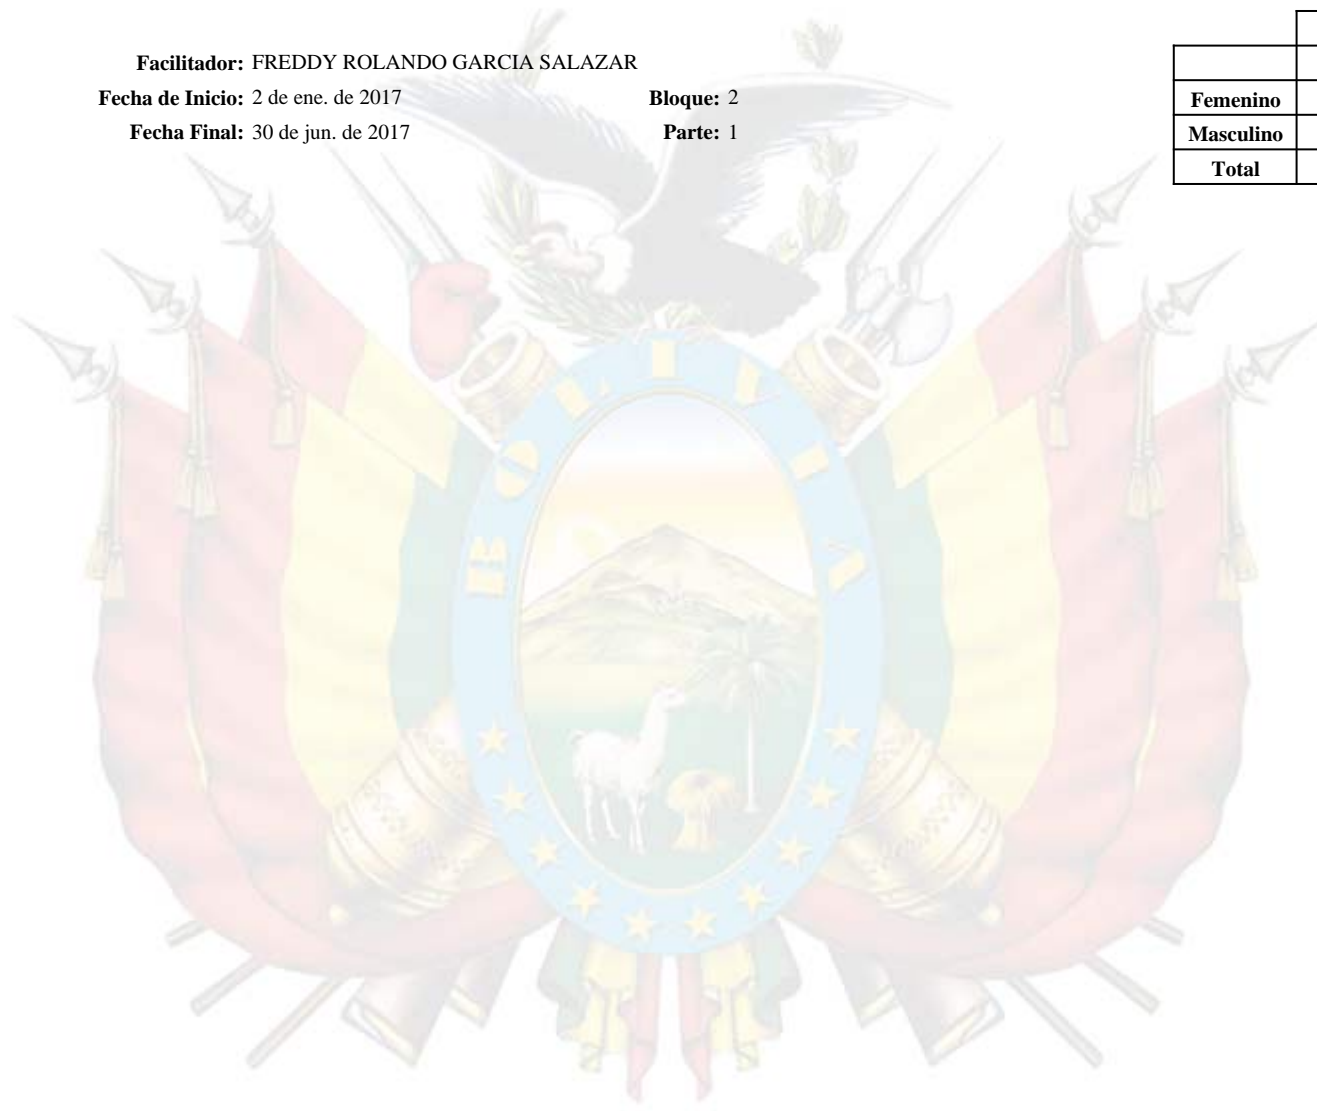 Facilitador: FREDDY ROLANDO GARCIA SALAZAR
Fecha de Inicio: 2 de ene. de 2017 Bloque: 2
Fecha Final: 30 de jun. de 2017 Parte: 1
Femenino
Masculino
Total
BOLIVIA